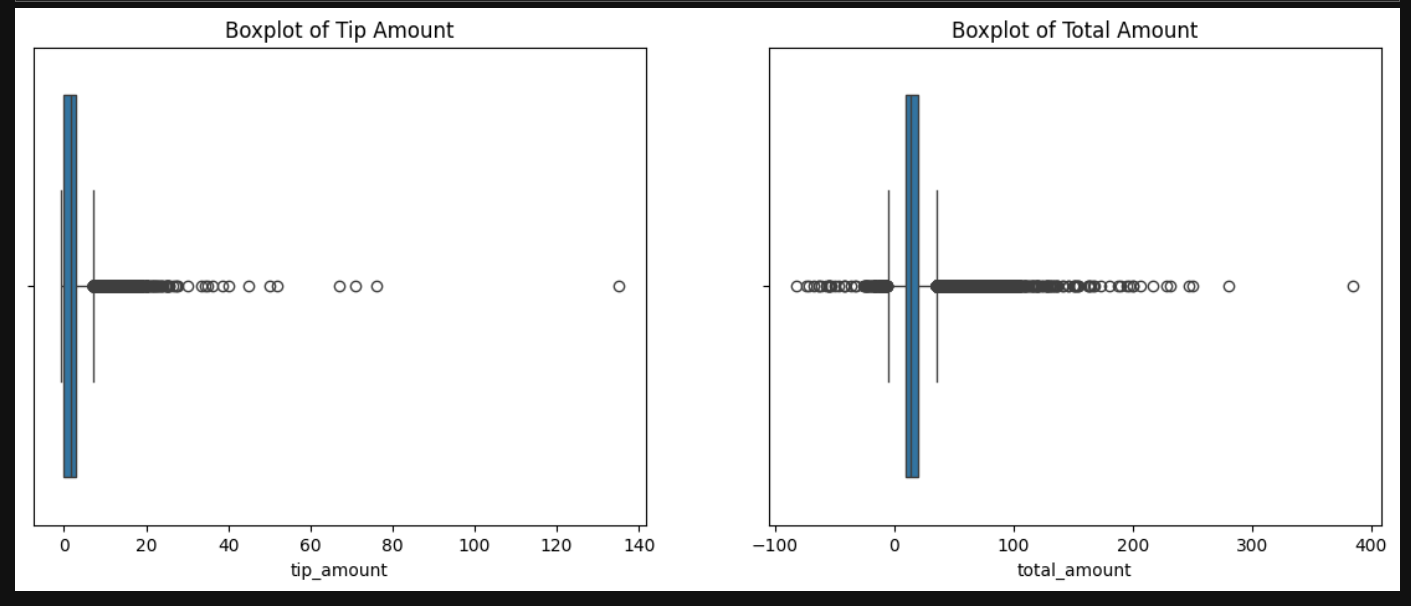 Boxplot of Tip Amount
0 20 40 60 80 100 120 140
tip_amount
Boxplot of Total Amount
−100 0 100 200 300 400
total_amount